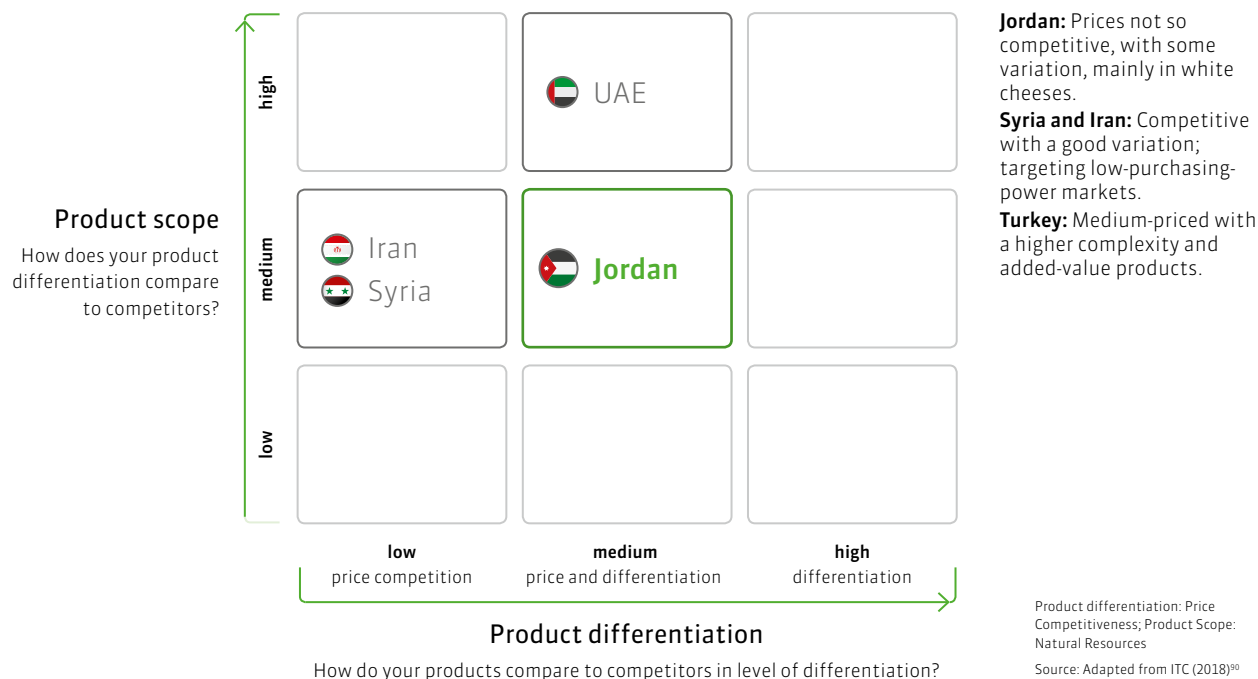 high
UAE
Product scope
How does your product
differentiation compare
to competitors?
medium
Iran
Syria
Jordan
low
low
price competition
medium
price and differentiation
high
differentiation
Product differentiation
How do your products compare to competitors in level of differentiation?
Jordan: Prices not so
competitive, with some
variation, mainly in white
cheeses.
Syria and Iran: Competitive
with a good variation;
targeting low-purchasing-
power markets.
Turkey: Medium-priced with
a higher complexity and
added-value products.
Product differentiation: Price
Competitiveness; Product Scope:
Natural Resources
Source: Adapted from ITC (2018)⁹⁰